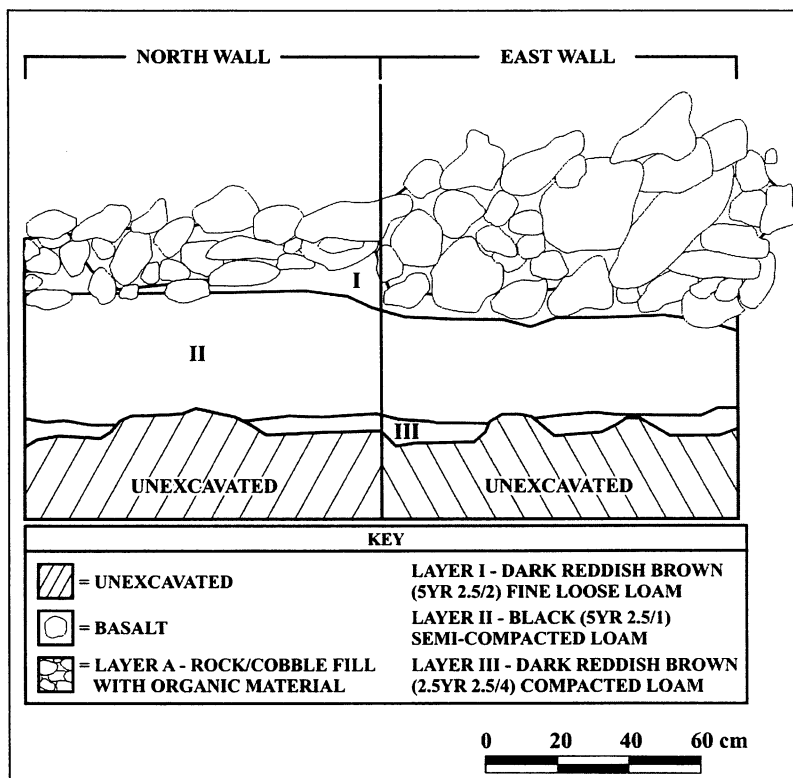 NORTH WALL
EAST WALL
I
II
III
UNEXCAVATED
UNEXCAVATED
KEY
= UNEXCAVATED
= BASALT
= LAYER A - ROCK/COBBLE FILL
WITH ORGANIC MATERIAL
LAYER I - DARK REDDISH BROWN
(5YR 2.5/2) FINE LOOSE LOAM
LAYER II - BLACK (5YR 2.5/1)
SEMI-COMPACTED LOAM
LAYER III - DARK REDDISH BROWN
(2.5YR 2.5/4) COMPACTED LOAM
0 20 40 60 cm